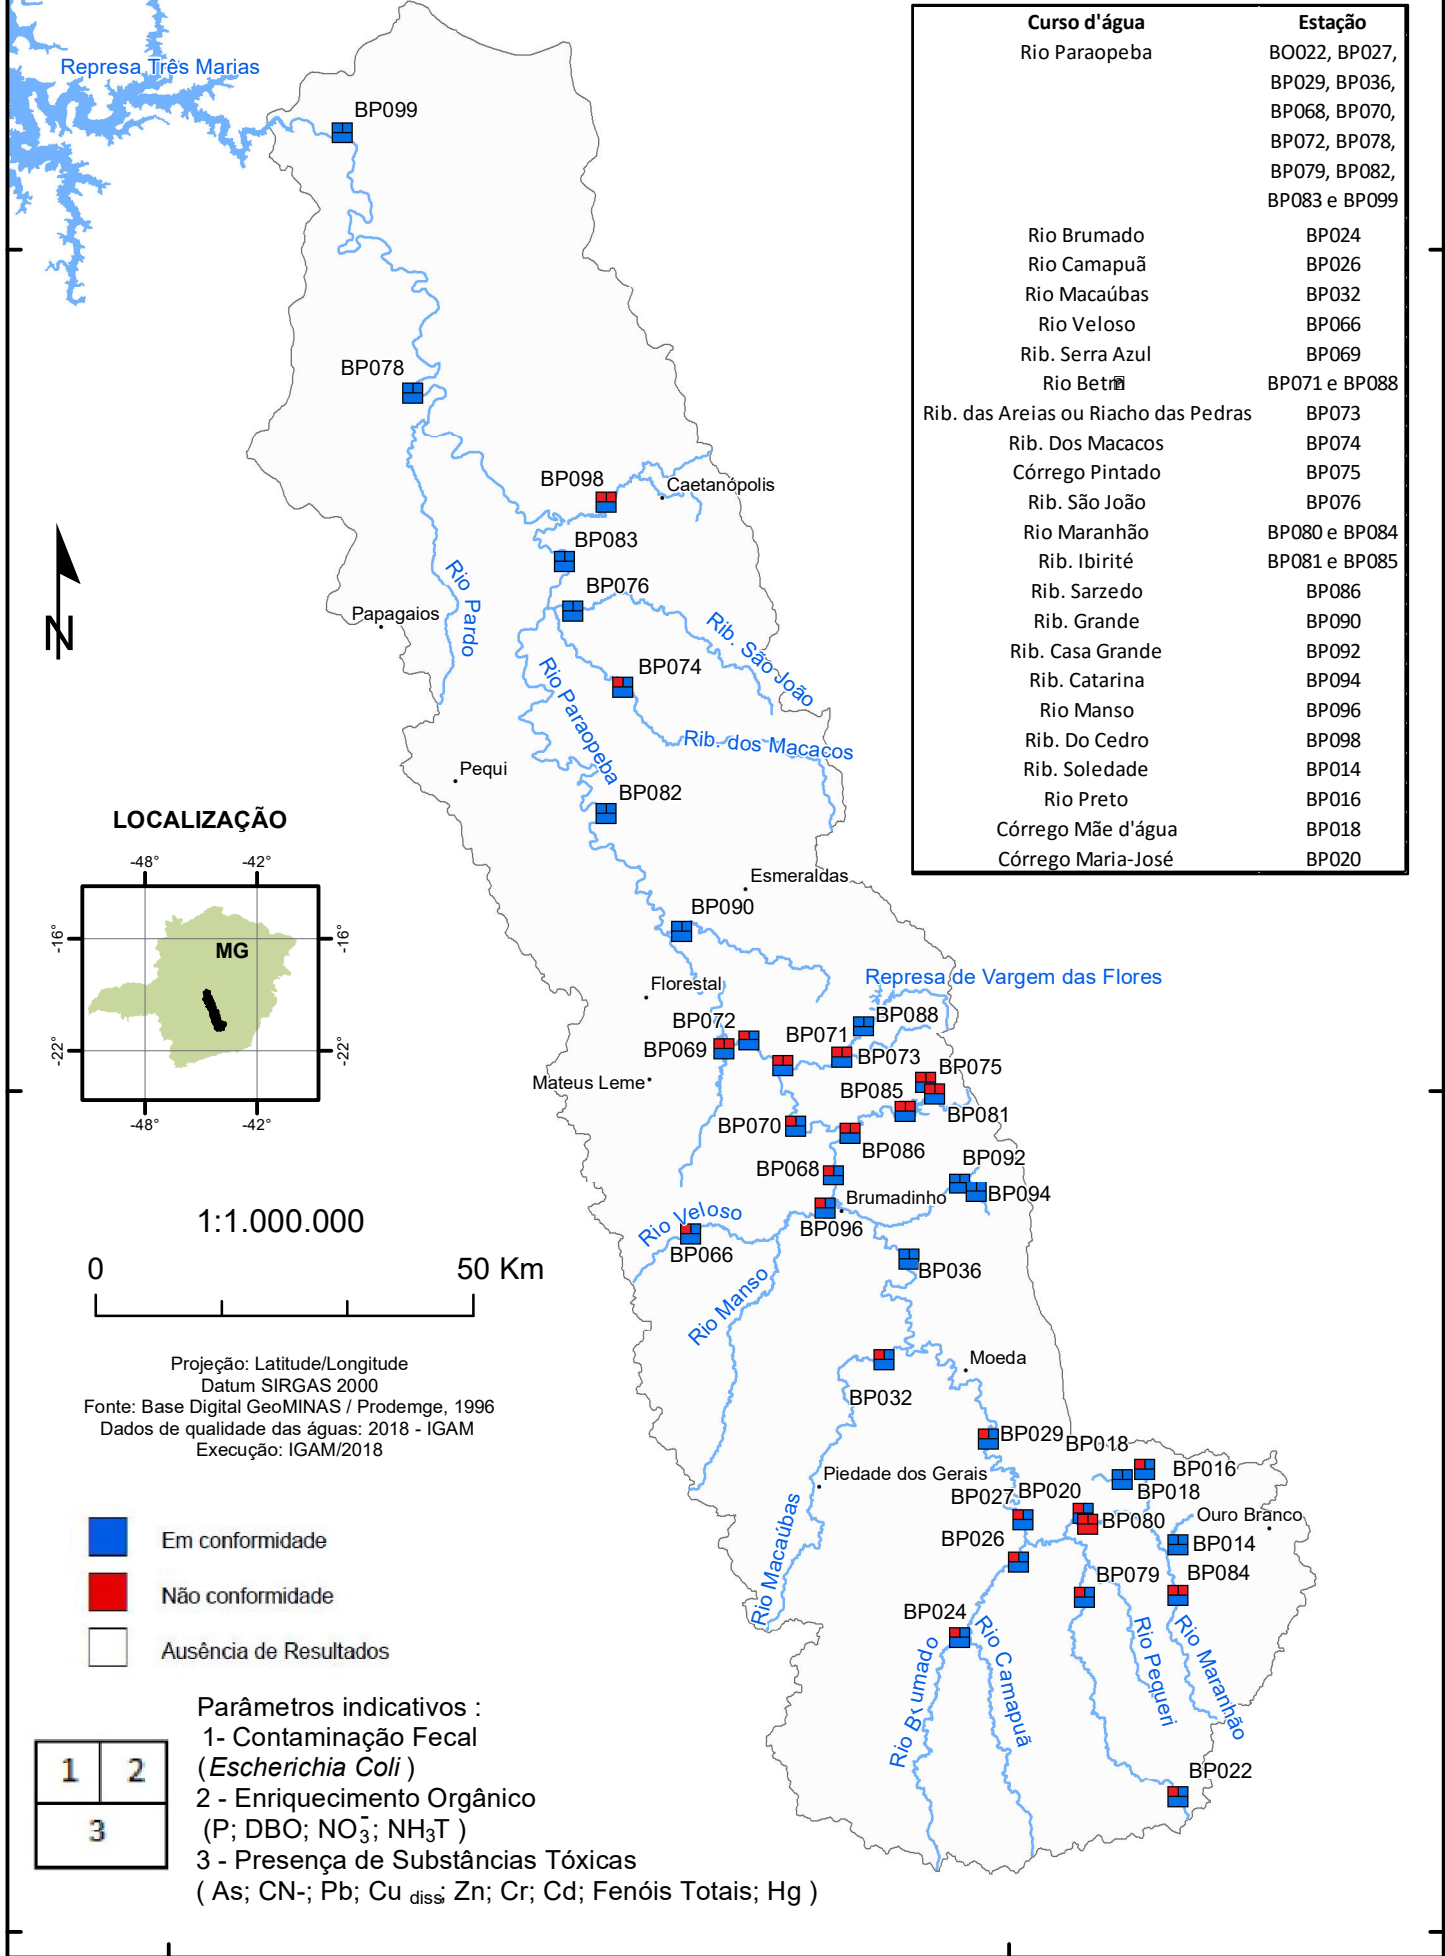 Curso d'água Estação
Rio Paraopeba BO022, BP027,
BP029, BP036,
BP068, BP070,
BP072, BP078,
BP079, BP082,
BP083 e BP099
Rio Brumado BP024
Rio Camapuã BP026
Rio Macaúbas BP032
Rio Veloso BP066
Rib. Serra Azul BP069
Rio BP071 e BP088
Rib. das Areias ou Riacho das Pedras BP073
Rib. Dos Macacos BP074
Córrego Pintado BP075
Rib. São João BP076
Rio Maranhão BP080 e BP084
Rib. Ibirité BP081 e BP085
Rib. Sarzedo BP086
Rib. Grande BP090
Rib. Casa Grande BP092
Rib. Catarina BP094
Rio Manso BP096
Rib. Do Cedro BP098
Rib. Soledade BP014
Rio Preto BP016
Córrego Mãe d'água BP018
Córrego Maria-José BP020
Represa Três Marias
BP099
BP078
BP098
Caetanópolis
BP083
BP076
Rio Pardo
Papagaios
N
Rib. São João
BP074
Rio Paraopeba
Rib. dos Macacos
Pequi
BP082
Esmeraldas
BP090
Represa de Vargem das Flores
Florestal
BP088
BP072
BP071
BP069
BP073
BP075
Mateus Leme
BP085
BP081
BP070
BP086
BP068
BP092
BP094
Brumadinho
Rio Veloso
BP096
BP066
BP036
Rio Manso
Moeda
BP032
BP029
BP018
BP016
Piedade dos Gerais
BP018
BP027
BP020
BP080
Ouro Branco
BP026
BP014
BP079
BP084
Rio Macaúbas
BP024
Rio Brumado
Rio Camapuã
Rio Pequeri
Rio Maranhão
BP022
LOCALIZAÇÃO
-48° -42°
-16° -16°
MG
-22° -22°
-48° -42°
1:1.000.000
0 50 Km
Projeção: Latitude/Longitude
Datum SIRGAS 2000
Fonte: Base Digital GeoMINAS / Prodemge, 1996
Dados de qualidade das águas: 2018 - IGAM
Execução: IGAM/2018
Em conformidade
Não conformidade
Ausência de Resultados
1 2
3
Parâmetros indicativos :
1- Contaminação Fecal
(Escherichia Coli )
2 - Enriquecimento Orgânico
(P; DBO; NO₃⁻; NH₃T )
3 - Presença de Substâncias Tóxicas
( As; CN-; Pb; Cu diss; Zn; Cr; Cd; Fenóis Totais; Hg )